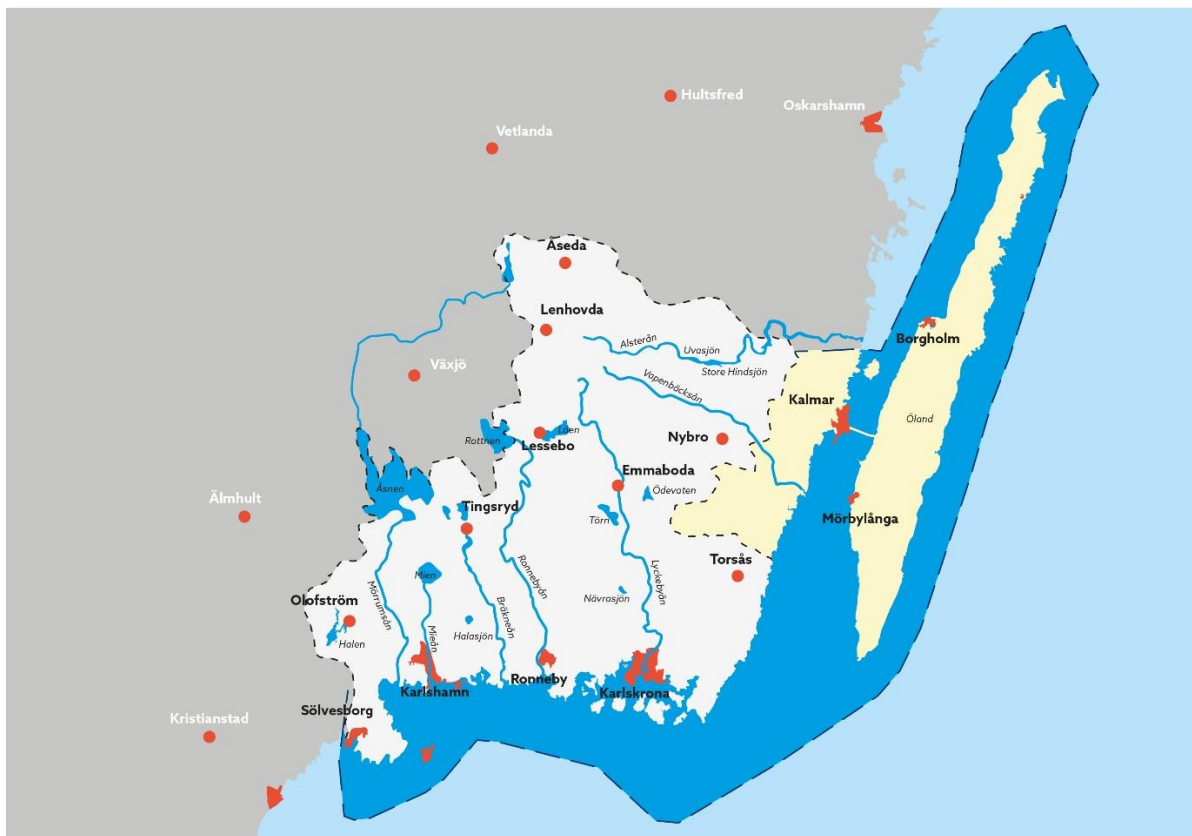 Hultsfred
Oskarshamn
Vetlanda
Åseda
Lenhovda
Alsterån
Uvasjön
Store Hindsjön
Borgholm
Växjö
Vapenbäcksån
Kalmar
Öland
Rottnen
Löen
Lessebo
Nybro
Emmaboda
Ödevaten
Åsnen
Älmhult
Tingsryd
Törn
Mörbylånga
Ronnebyån
Lyckebyån
Torsås
Mien
Mörrumsån
Bräkneån
Nävrasjön
Olofström
Halen
Mieån
Halasjön
Karlshamn
Ronneby
Karlskrona
Sölvesborg
Kristianstad